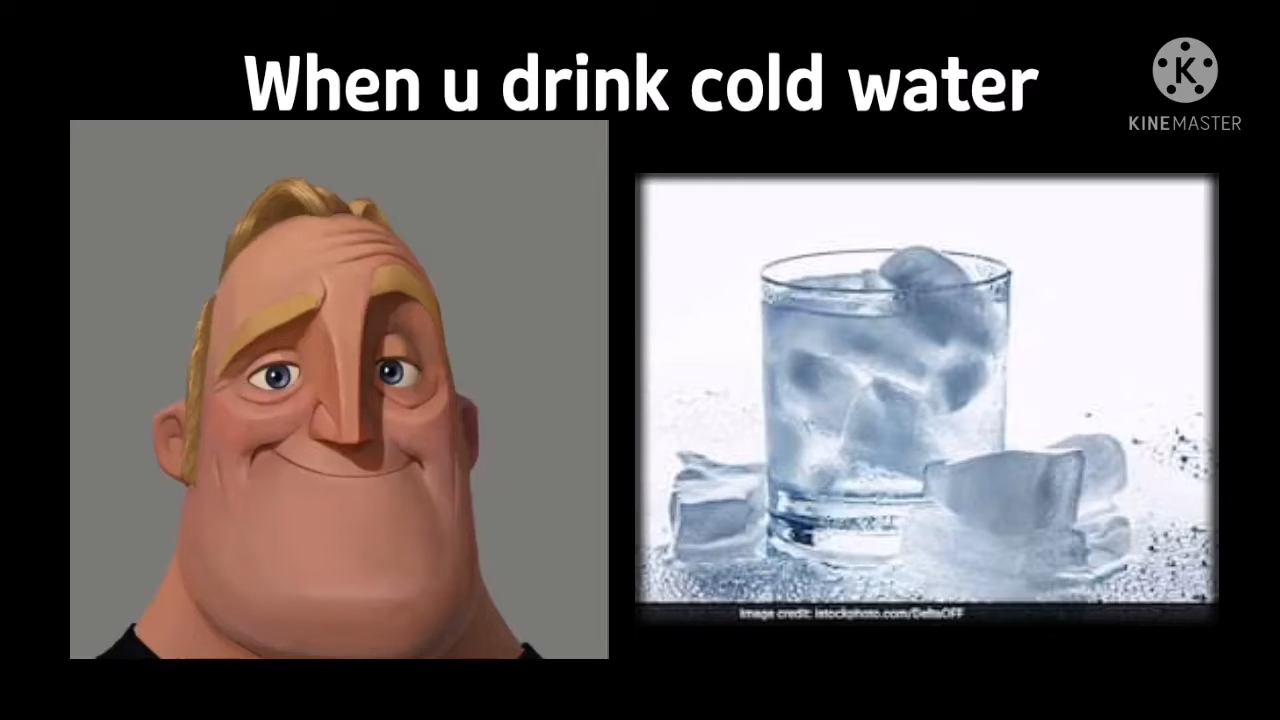 When u drink cold water
K
KINEMASTER
Image credit: istockphoto.com/DeltaOFF